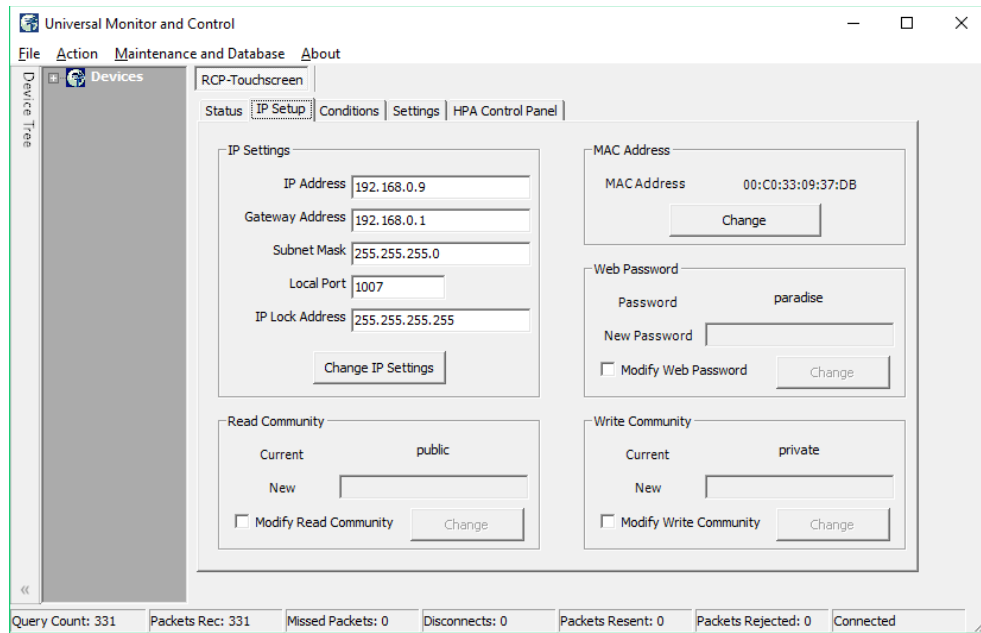 Universal Monitor and Control
File Action Maintenance and Database About
Device Tree
Devices
RCP-Touchscreen
Status IP Setup Conditions Settings HPA Control Panel
IP Settings
IP Address 192.168.0.9
Gateway Address 192.168.0.1
Subnet Mask 255.255.255.0
Local Port 1007
IP Lock Address 255.255.255.255
Change IP Settings
MAC Address
MAC Address 00:C0:33:09:37:DB
Change
Web Password
Password paradise
New Password
Modify Web Password Change
Read Community
Current public
New
Modify Read Community Change
Write Community
Current private
New
Modify Write Community Change
Query Count: 331 Packets Rec: 331 Missed Packets: 0 Disconnects: 0 Packets Resent: 0 Packets Rejected: 0 Connected